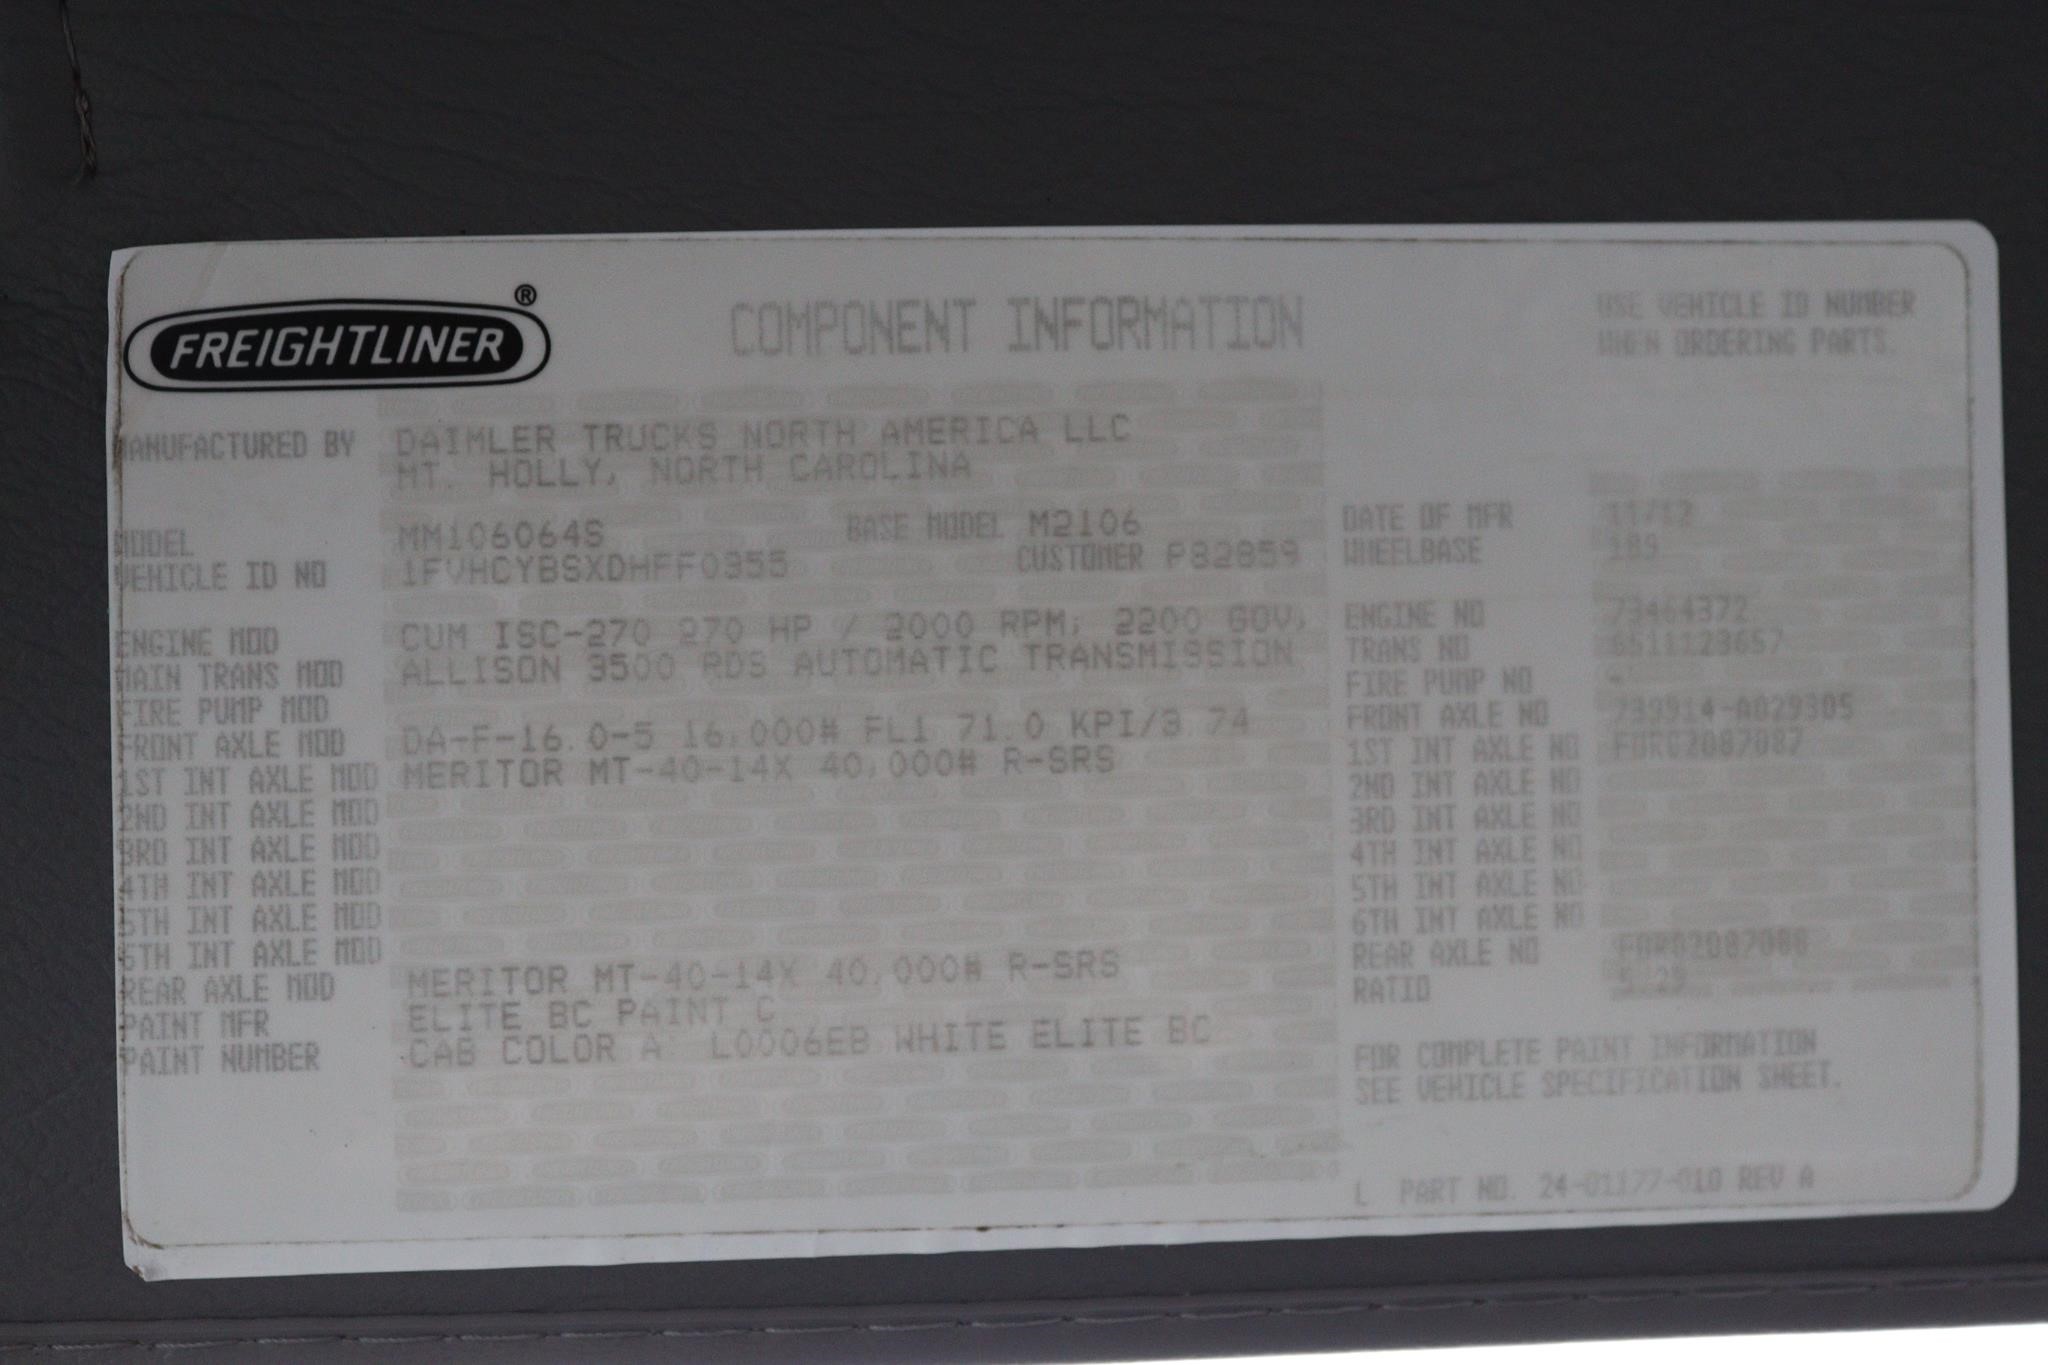 FREIGHTLINER®
COMPONENT INFORMATION
USE VEHICLE ID NUMBER
WHEN ORDERING PARTS.
MANUFACTURED BY DAIMLER TRUCKS NORTH AMERICA LLC
MT. HOLLY, NORTH CAROLINA
MODEL MM106064S BASE MODEL M2106 DATE OF MFR 11/12
VEHICLE ID NO 1FVHCYBSXDHFF0355 CUSTOMER P82859 WHEELBASE 189
ENGINE MOD CUM ISC-270 270 HP / 2000 RPM, 2200 GOV, ENGINE NO 73464372
MAIN TRANS MOD ALLISON 3500 RDS AUTOMATIC TRANSMISSION TRANS NO 6511123657
FIRE PUMP MOD FIRE PUMP NO -
FRONT AXLE MOD DA-F-16.0-5 16,000# FL1 71.0 KPI/3.74 FRONT AXLE NO 739914-A029305
1ST INT AXLE MOD MERITOR MT-40-14X 40,000# R-SRS 1ST INT AXLE NO
2ND INT AXLE MOD 2ND INT AXLE NO
3RD INT AXLE MOD 3RD INT AXLE NO
4TH INT AXLE MOD 4TH INT AXLE NO
5TH INT AXLE MOD 5TH INT AXLE NO
6TH INT AXLE MOD 6TH INT AXLE NO
REAR AXLE MOD MERITOR MT-40-14X 40,000# R-SRS REAR AXLE NO
PAINT MFR ELITE BC PAINT C RATIO 5.29
PAINT NUMBER CAB COLOR A: L0006EB WHITE ELITE BC
FOR COMPLETE PAINT INFORMATION
SEE VEHICLE SPECIFICATION SHEET.
L PART NO. 24-01177-010 REV A